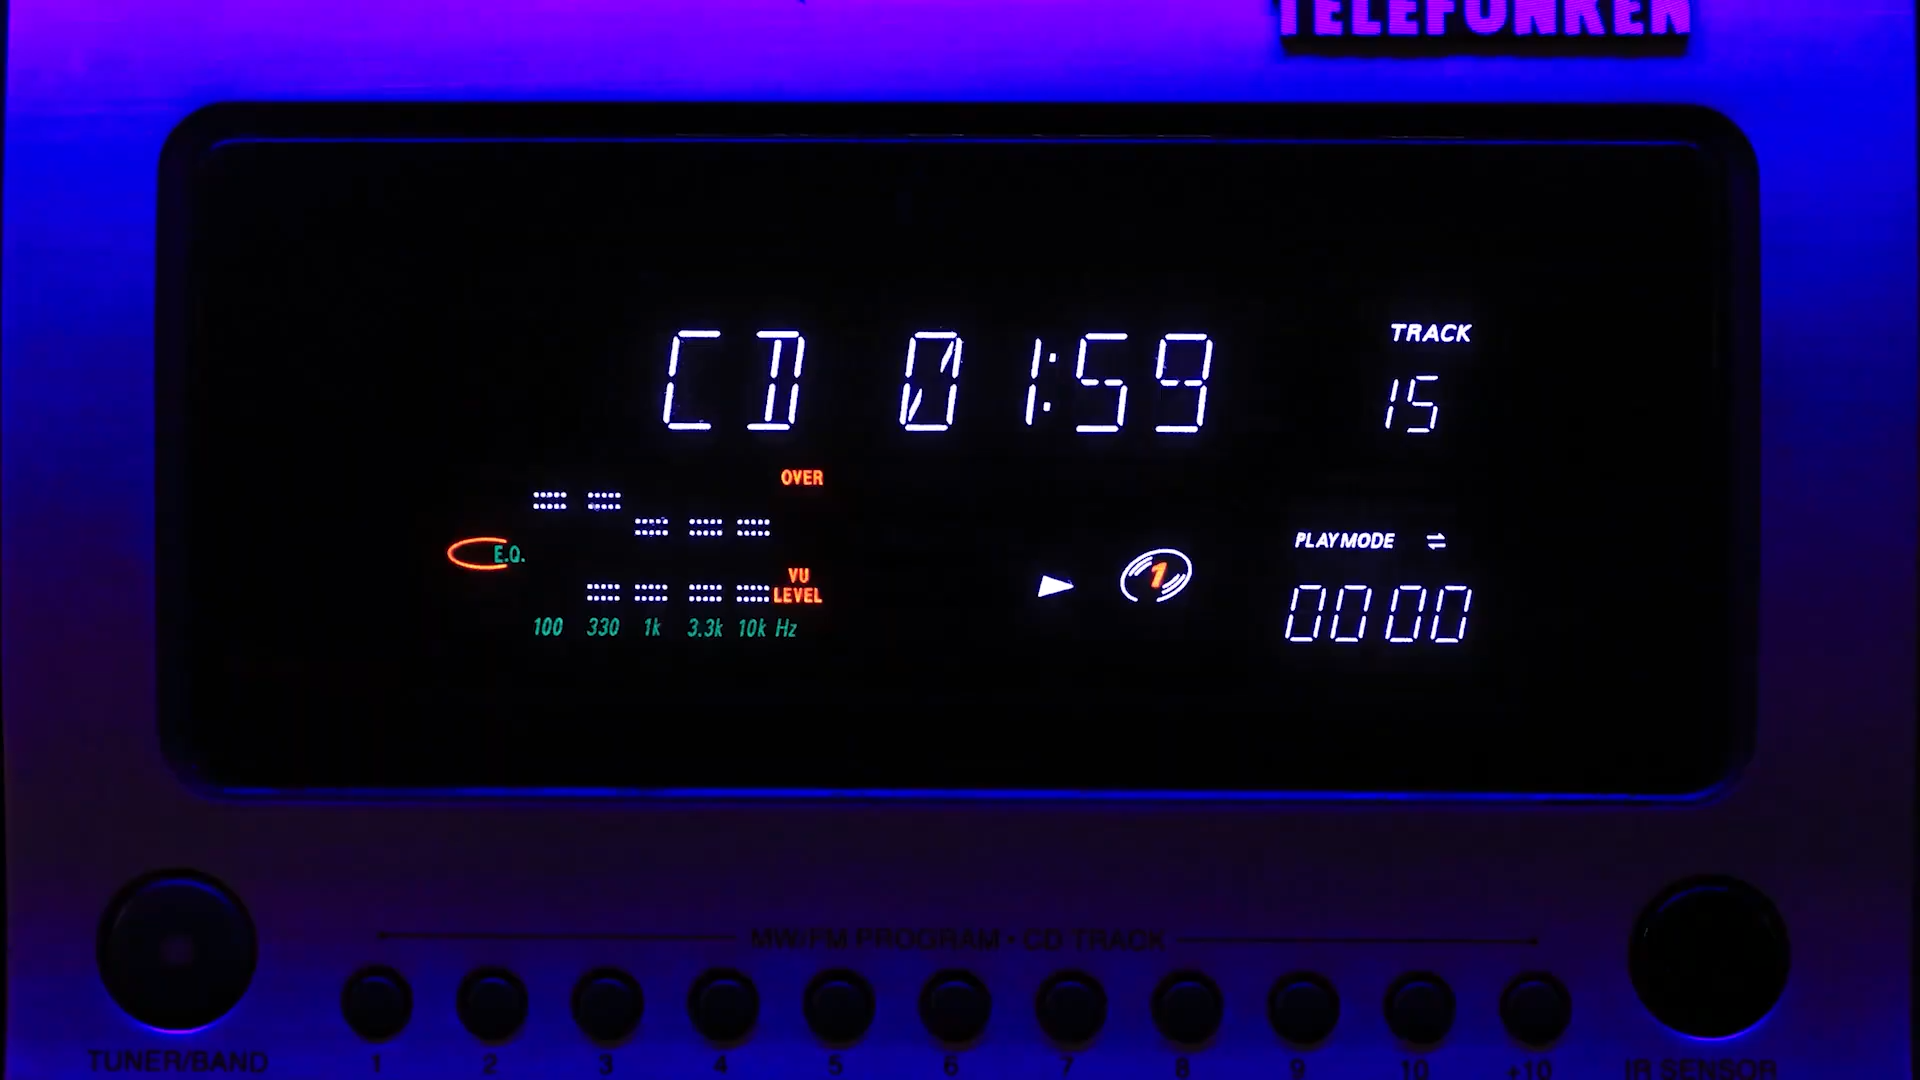 TELEFUNKEN
CD 01:59
TRACK
15
OVER
E.Q.
VU
LEVEL
100 330 1k 3.3k 10k Hz
1
PLAY MODE
0000
MW/FM PROGRAM • CD TRACK
TUNER/BAND
1 2 3 4 5 6 7 8 9 10 +10
IR SENSOR